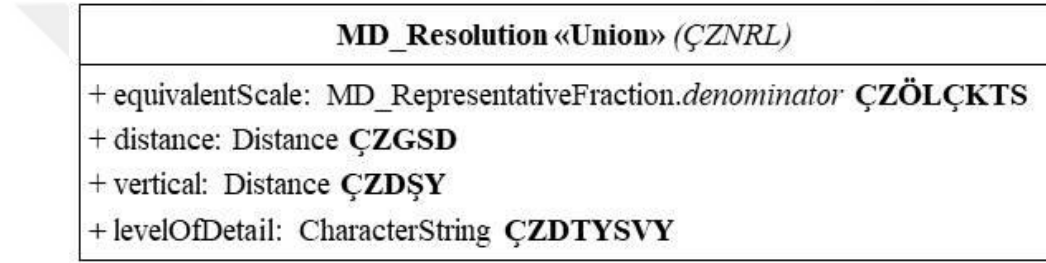 MD_Resolution «Union» (ÇZNRL)
+ equivalentScale: MD_RepresentativeFraction.denominator ÇZÖLÇKTS
+ distance: Distance ÇZGSD
+ vertical: Distance ÇZDŞY
+ levelOfDetail: CharacterString ÇZDTYSVY